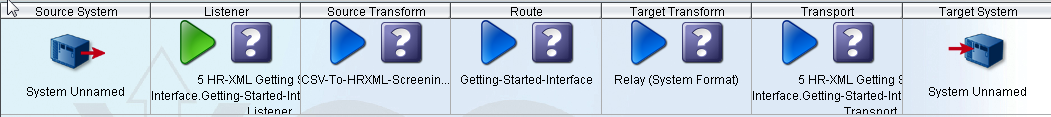 Source System
Listener
Source Transform
Route
Target Transform
Transport
Target System
System Unnamed
5 HR-XML Getting S
Interface.Getting-Started-Int
Listener
CSV-To-HRXML-Screenin...
Getting-Started-Interface
Relay (System Format)
5 HR-XML Getting S
Interface.Getting-Started-Int
Transport
System Unnamed